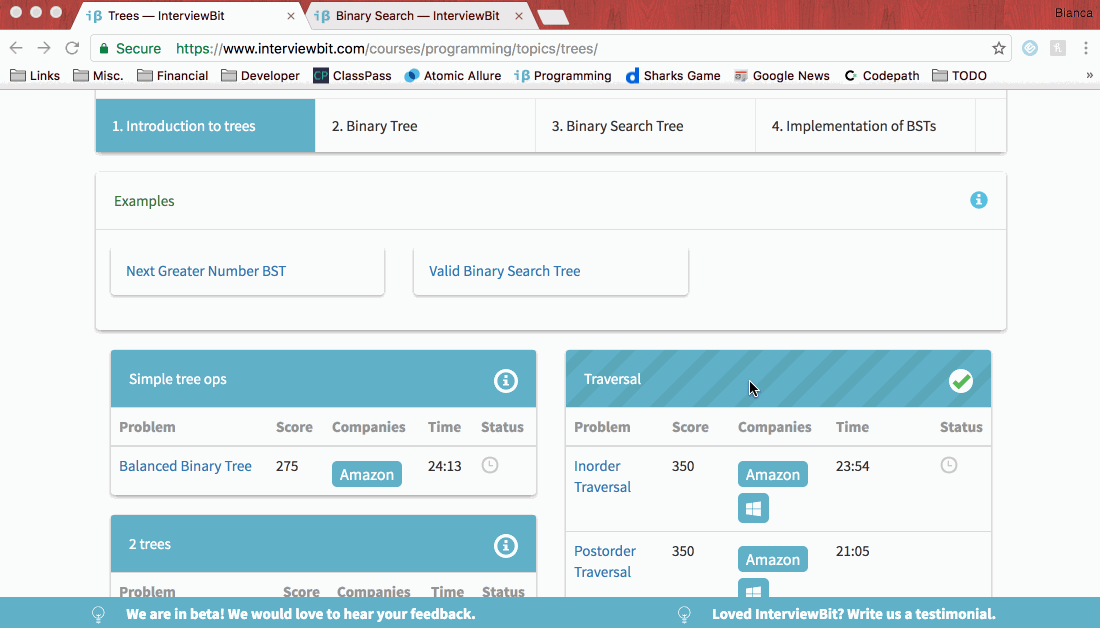 Trees — InterviewBit
Binary Search — InterviewBit
Bianca
Secure https://www.interviewbit.com/courses/programming/topics/trees/
Links Misc. Financial Developer ClassPass Atomic Allure Programming Sharks Game Google News Codepath TODO »
1. Introduction to trees 2. Binary Tree 3. Binary Search Tree 4. Implementation of BSTs
Examples
Next Greater Number BST Valid Binary Search Tree
Simple tree ops
Problem Score Companies Time Status
Balanced Binary Tree 275 Amazon 24:13
2 trees
Problem Score Companies Time Status
Traversal
Problem Score Companies Time Status
Inorder 350 Amazon 23:54
Traversal
Postorder 350 Amazon 21:05
Traversal
We are in beta! We would love to hear your feedback. Loved InterviewBit? Write us a testimonial.